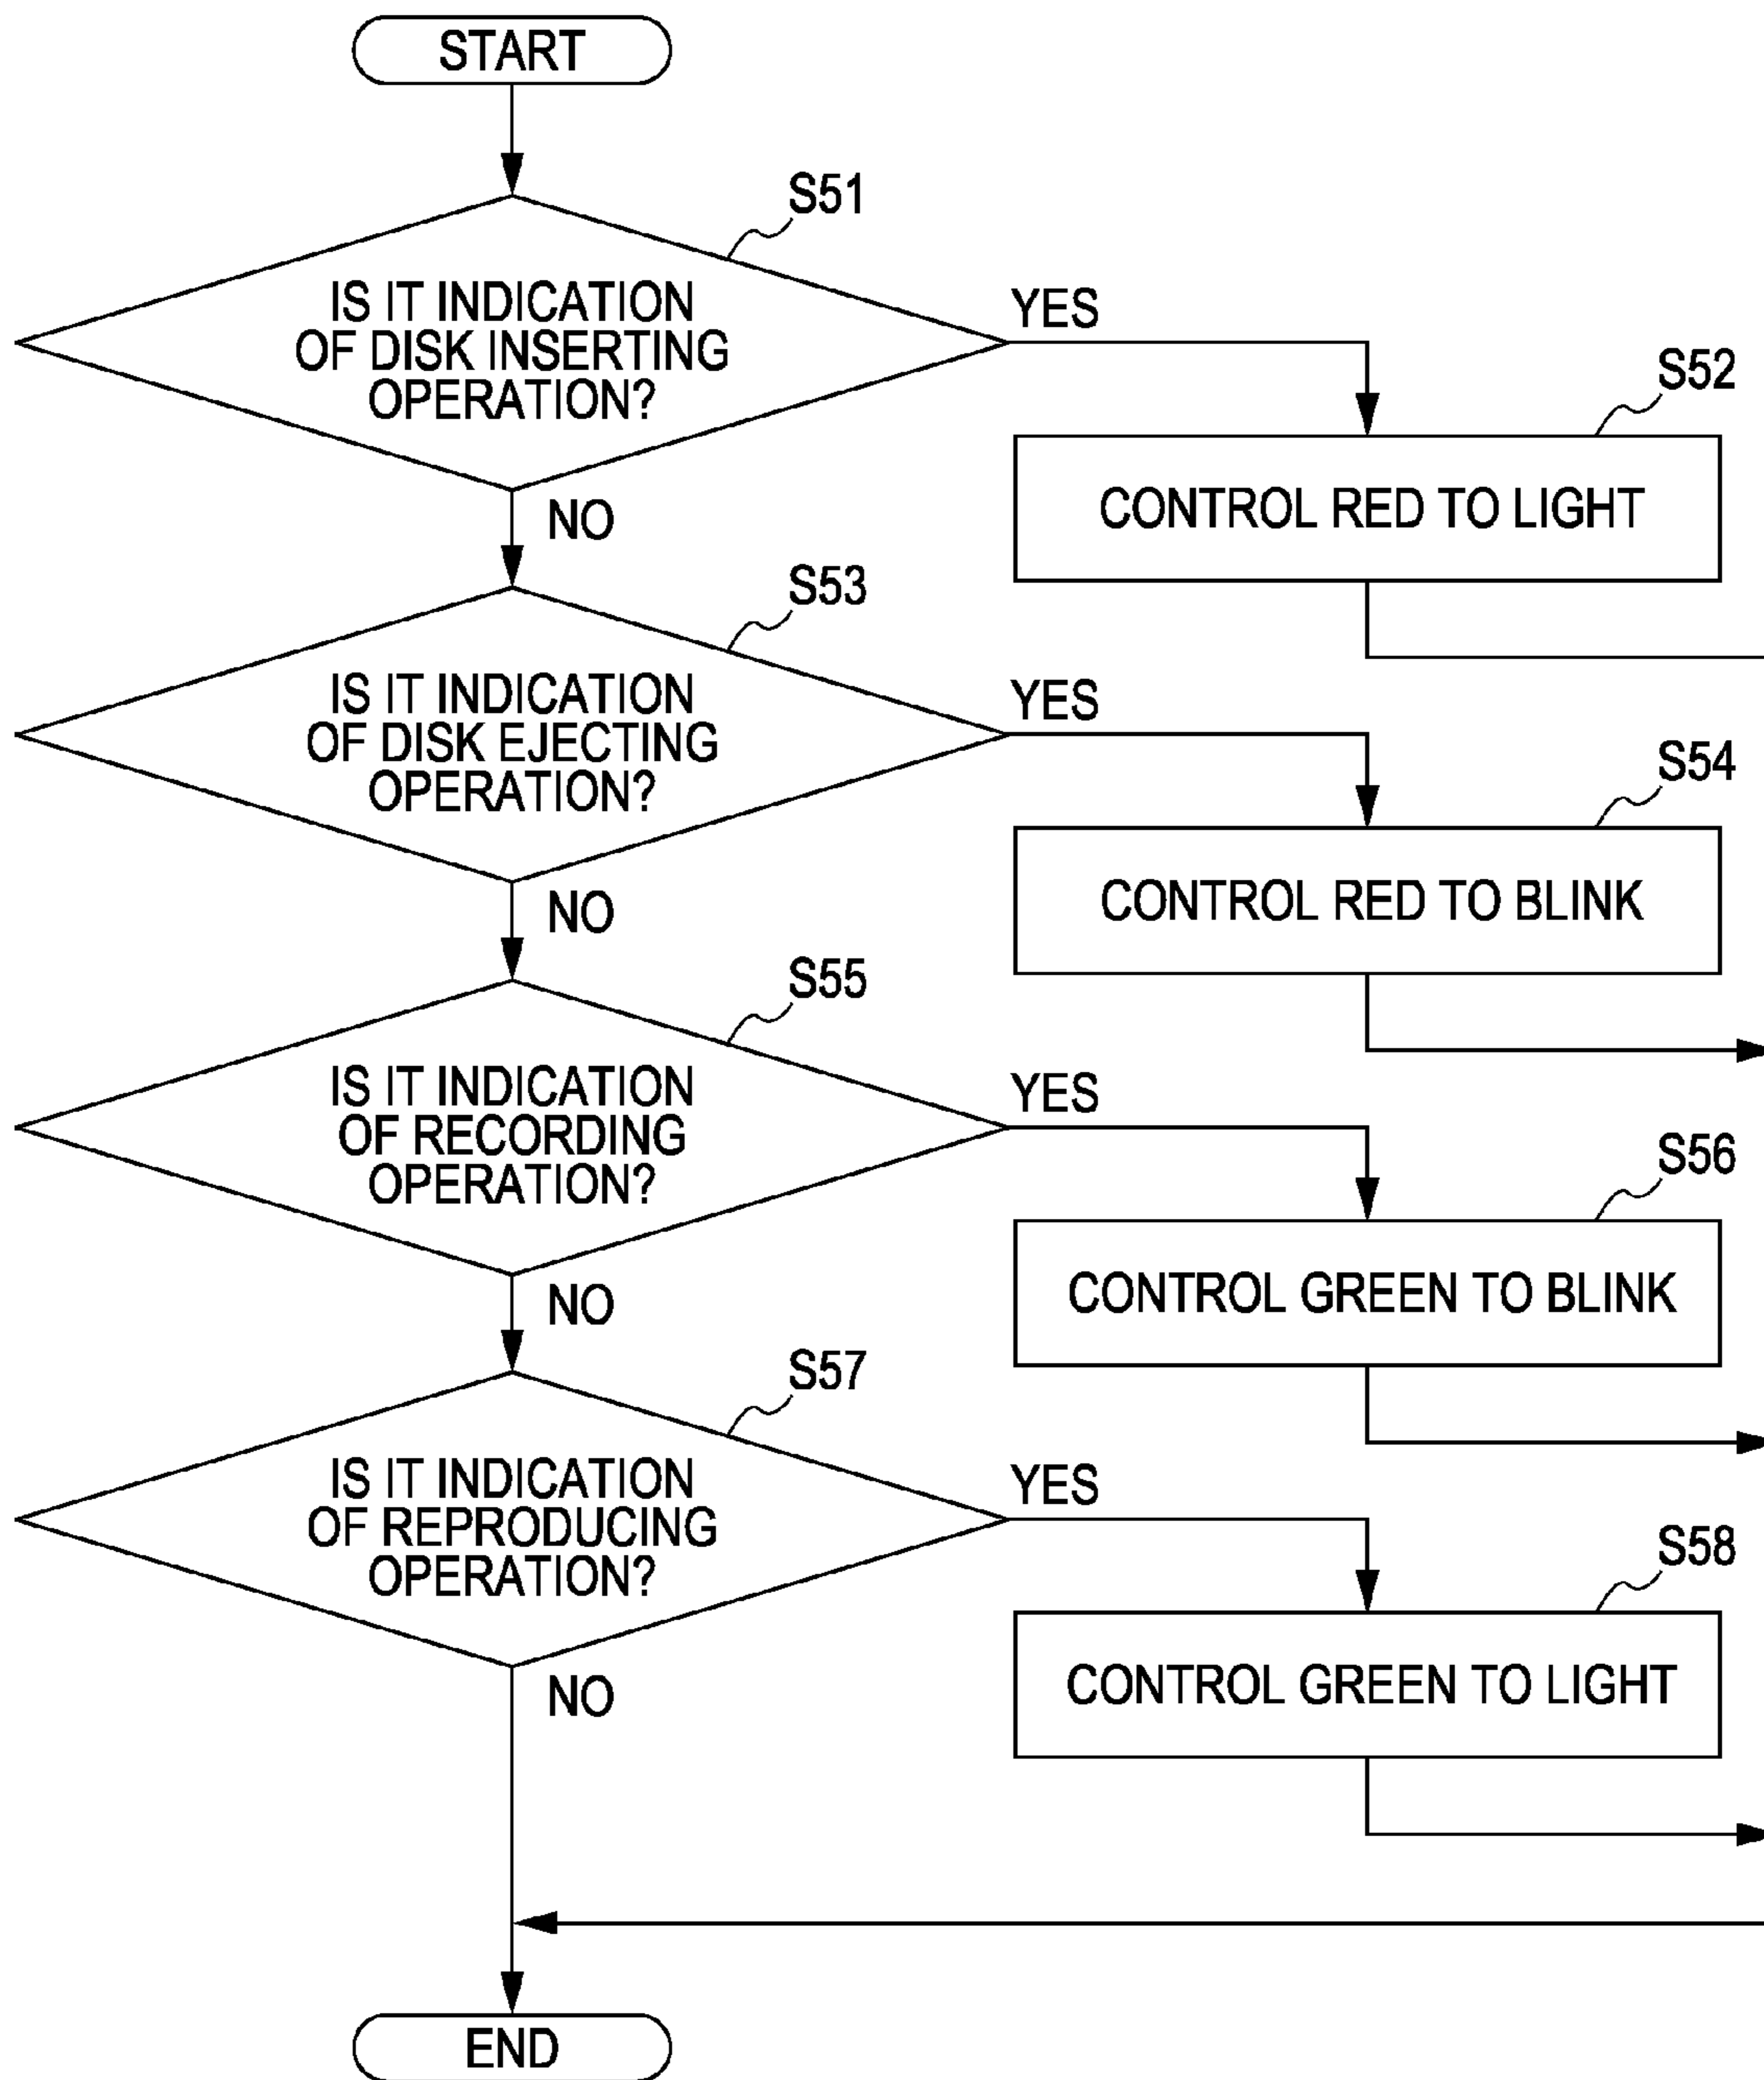 START
S51
IS IT INDICATION
OF DISK INSERTING
OPERATION?
YES
S52
CONTROL RED TO LIGHT
NO
S53
IS IT INDICATION
OF DISK EJECTING
OPERATION?
YES
S54
CONTROL RED TO BLINK
NO
S55
IS IT INDICATION
OF RECORDING
OPERATION?
YES
S56
CONTROL GREEN TO BLINK
NO
S57
IS IT INDICATION
OF REPRODUCING
OPERATION?
YES
S58
CONTROL GREEN TO LIGHT
NO
END